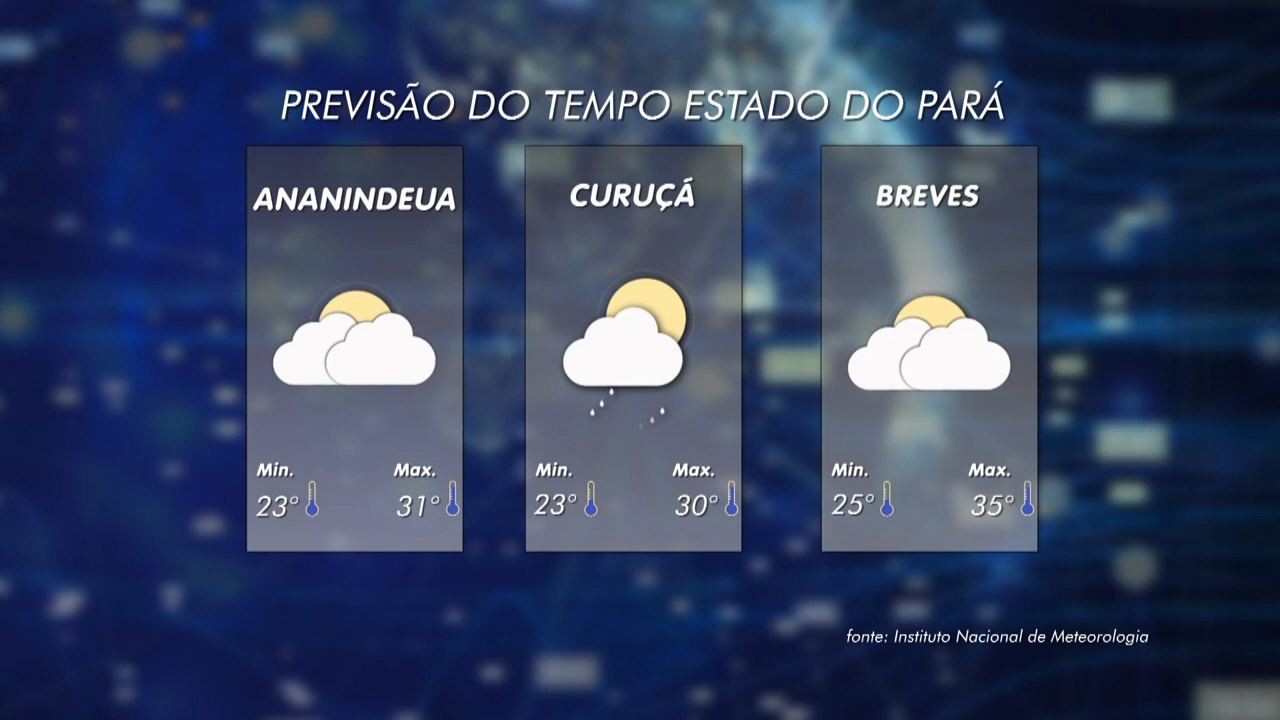 PREVISÃO DO TEMPO ESTADO DO PARÁ
ANANINDEUA
Min. Max.
23° 31°
CURUÇÁ
Min. Max.
23° 30°
BREVES
Min. Max.
25° 35°
fonte: Instituto Nacional de Meteorologia